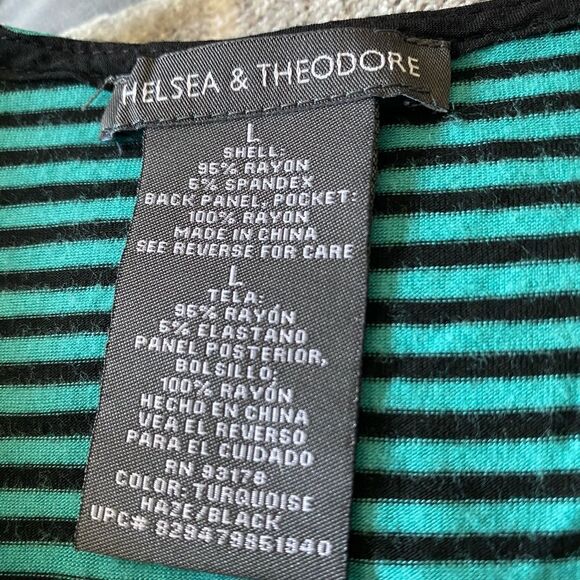 HELSEA & THEODORE
L
SHELL:
95% RAYON
5% SPANDEX
BACK PANEL, POCKET:
100% RAYON
MADE IN CHINA
SEE REVERSE FOR CARE
L
TELA:
95% RAYÓN
5% ELASTANO
PANEL POSTERIOR,
BOLSILLO:
100% RAYÓN
HECHO EN CHINA
VEA EL REVERSO
PARA EL CUIDADO
RN 93178
COLOR: TURQUOISE
HAZE/BLACK
UPC# 829479851940